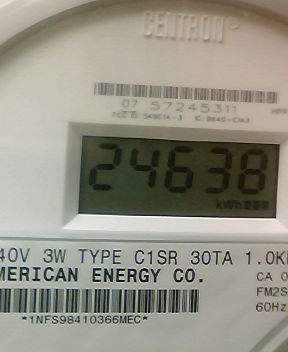 CENTRON®
07 57245311
24638
kWh
40V 3W TYPE C1SR 30TA 1.0K
MERICAN ENERGY CO.
CA 0
FM2S
60Hz
*1NFS98410366MEC*